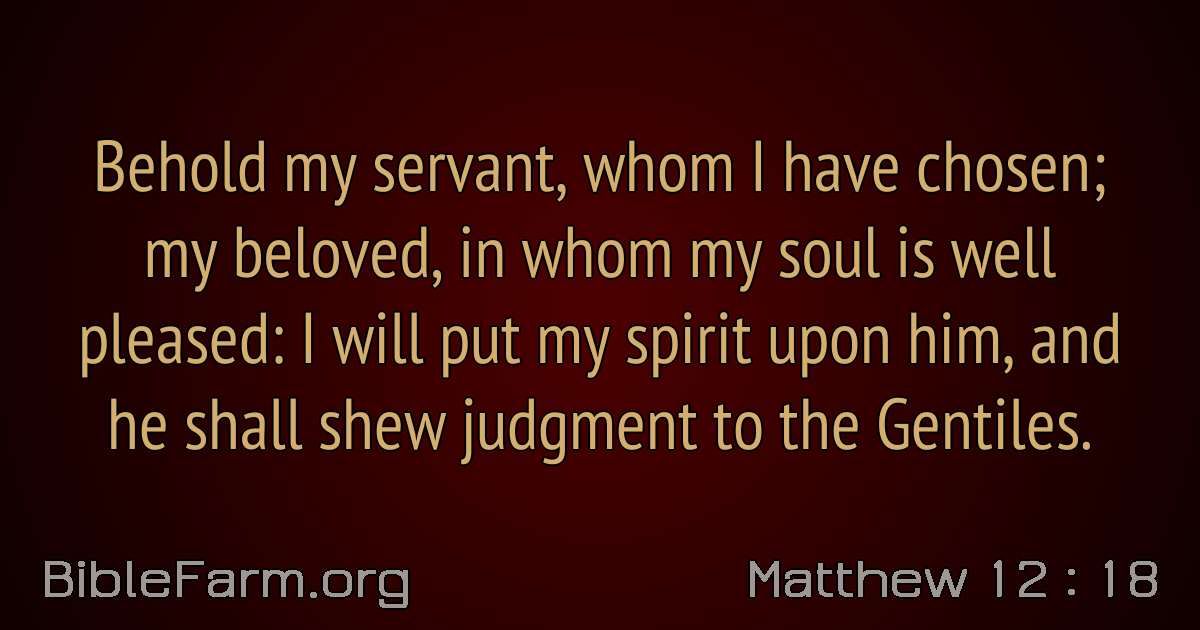 Behold my servant, whom I have chosen;
my beloved, in whom my soul is well
pleased: I will put my spirit upon him, and
he shall shew judgment to the Gentiles.
BibleFarm.org
Matthew 12 : 18